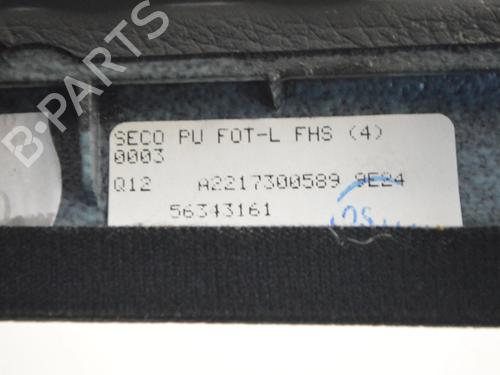 SECO PU FOT-L FHS (4)
0003
Q12 A2217300589 9E24
56343161
B-PARTS